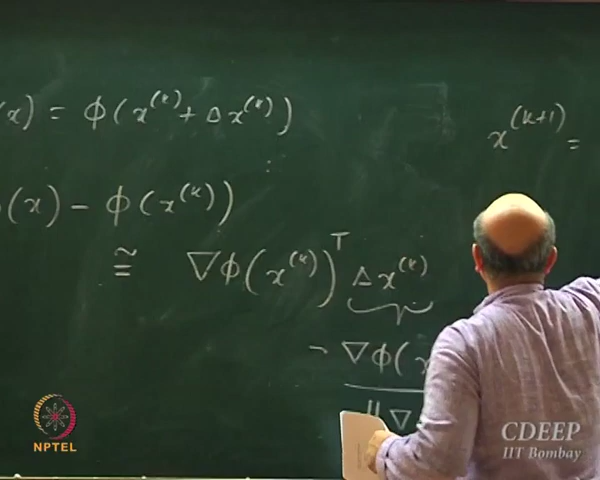 (x) = φ(x^(k) + Δx^(k))
x^(k+1) =
(x) − φ(x^(k))
≅ ∇φ(x^(k))^T Δx^(k)
− ∇φ(x
‖ ∇
NPTEL
CDEEP
IIT Bombay